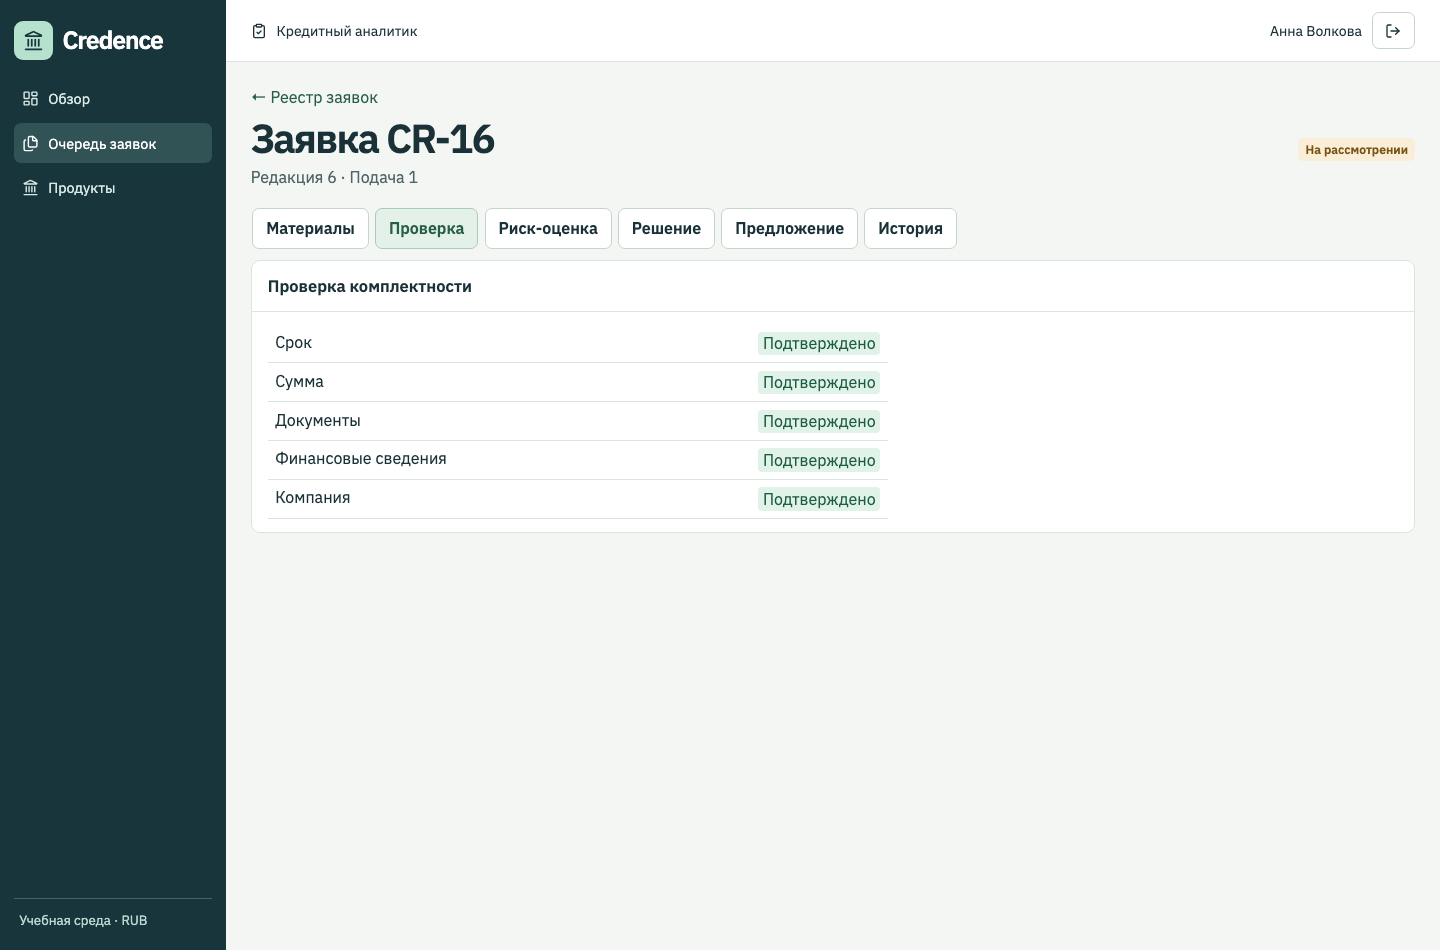 Credence
Обзор
Очередь заявок
Продукты
Учебная среда · RUB
Кредитный аналитик
Анна Волкова
← Реестр заявок
Заявка CR-16
На рассмотрении
Редакция 6 · Подача 1
Материалы
Проверка
Риск-оценка
Решение
Предложение
История
Проверка комплектности
Срок Подтверждено
Сумма Подтверждено
Документы Подтверждено
Финансовые сведения Подтверждено
Компания Подтверждено